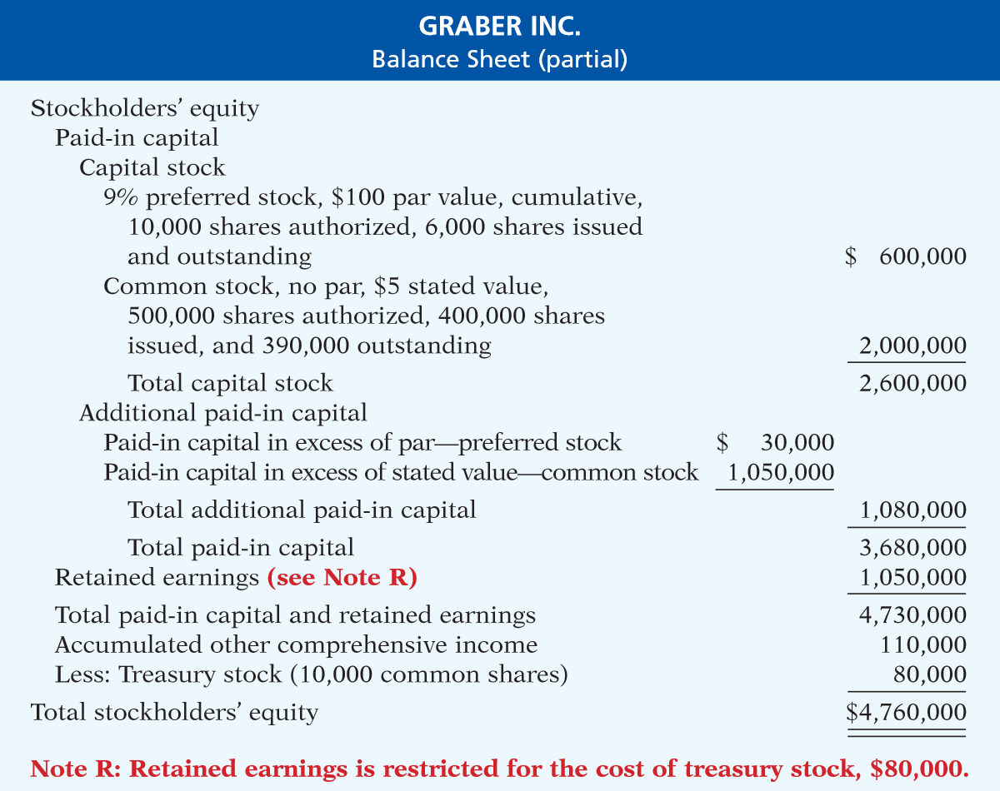 GRABER INC.
Balance Sheet (partial)
Stockholders’ equity
Paid-in capital
Capital stock
9% preferred stock, $100 par value, cumulative,
10,000 shares authorized, 6,000 shares issued
and outstanding $ 600,000
Common stock, no par, $5 stated value,
500,000 shares authorized, 400,000 shares
issued, and 390,000 outstanding 2,000,000
Total capital stock 2,600,000
Additional paid-in capital
Paid-in capital in excess of par—preferred stock $ 30,000
Paid-in capital in excess of stated value—common stock 1,050,000
Total additional paid-in capital 1,080,000
Total paid-in capital 3,680,000
Retained earnings (see Note R) 1,050,000
Total paid-in capital and retained earnings 4,730,000
Accumulated other comprehensive income 110,000
Less: Treasury stock (10,000 common shares) 80,000
Total stockholders’ equity $4,760,000
Note R: Retained earnings is restricted for the cost of treasury stock, $80,000.